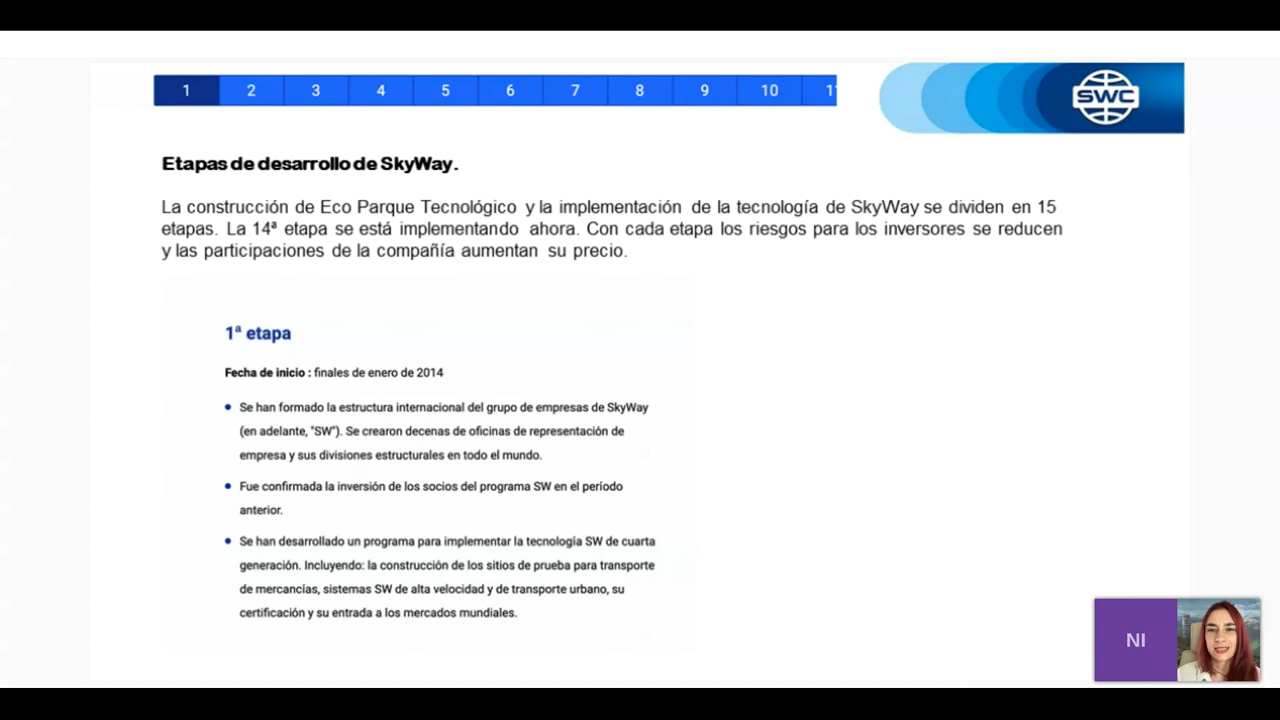 1 2 3 4 5 6 7 8 9 10 11
SWC
Etapas de desarrollo de SkyWay.
La construcción de Eco Parque Tecnológico y la implementación de la tecnología de SkyWay se dividen en 15
etapas. La 14ª etapa se está implementando ahora. Con cada etapa los riesgos para los inversores se reducen
y las participaciones de la compañía aumentan su precio.
1ª etapa
Fecha de inicio : finales de enero de 2014
• Se han formado la estructura internacional del grupo de empresas de SkyWay
(en adelante, "SW"). Se crearon decenas de oficinas de representación de
empresa y sus divisiones estructurales en todo el mundo.
• Fue confirmada la inversión de los socios del programa SW en el período
anterior.
• Se han desarrollado un programa para implementar la tecnología SW de cuarta
generación. Incluyendo: la construcción de los sitios de prueba para transporte
de mercancías, sistemas SW de alta velocidad y de transporte urbano, su
certificación y su entrada a los mercados mundiales.
NI